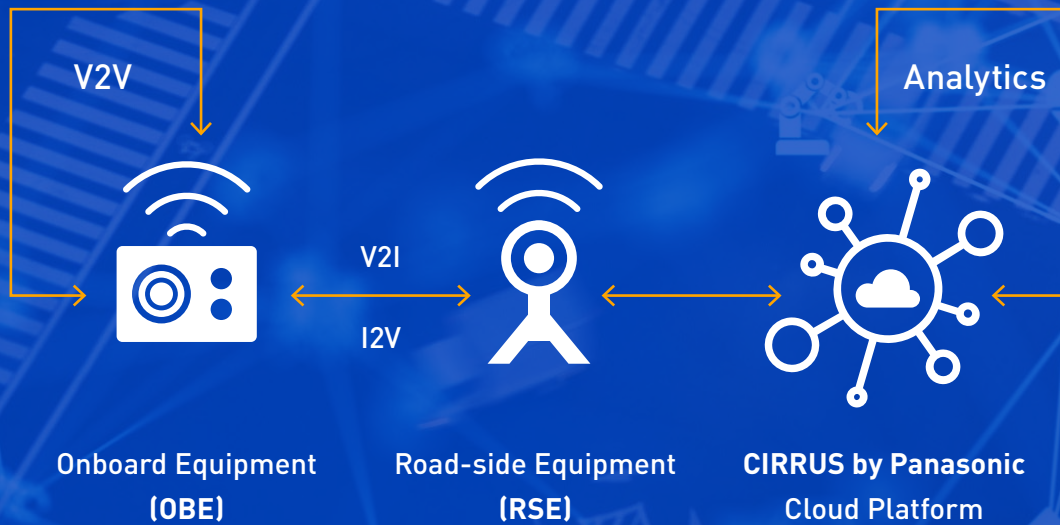 V2V
Analytics
V2I
I2V
Onboard Equipment
(OBE)
Road-side Equipment
(RSE)
CIRRUS by Panasonic
Cloud Platform